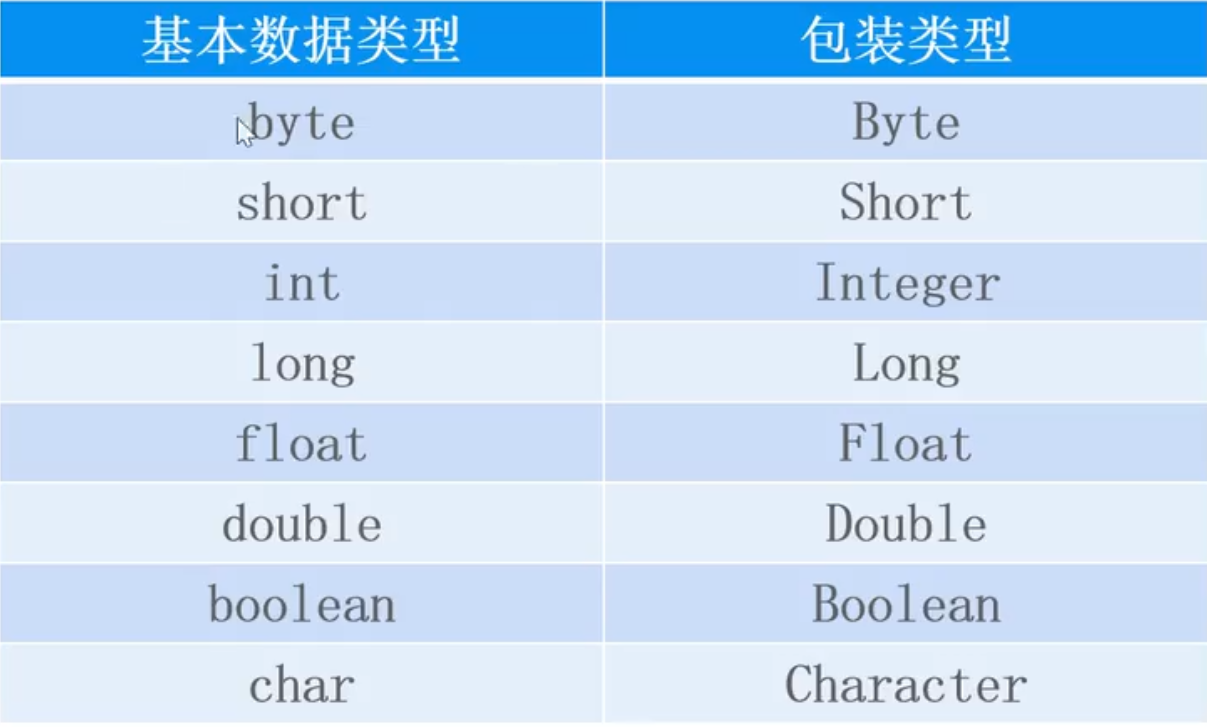 基本数据类型 包装类型
byte Byte
short Short
int Integer
long Long
float Float
double Double
boolean Boolean
char Character